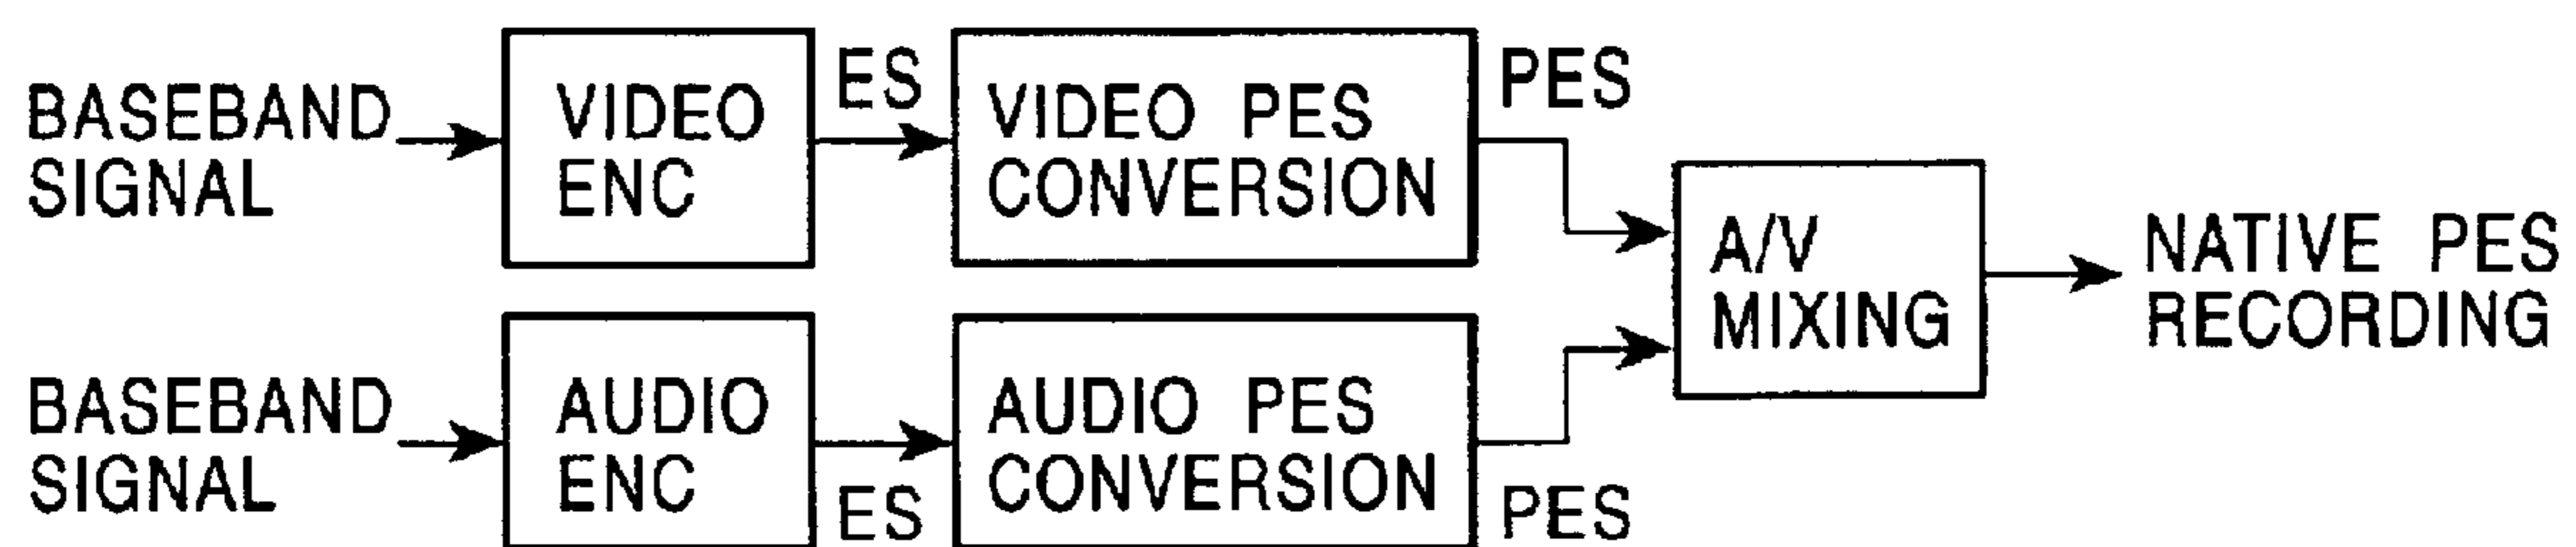 BASEBAND
SIGNAL
VIDEO
ENC
ES
VIDEO PES
CONVERSION
PES
A/V
MIXING
NATIVE PES
RECORDING
BASEBAND
SIGNAL
AUDIO
ENC
ES
AUDIO PES
CONVERSION
PES